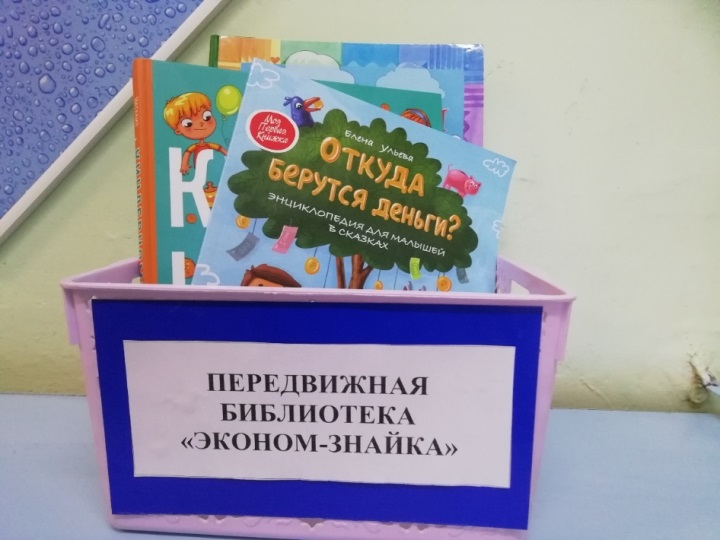 Моя
Первая
Книжка
Елена Ульева
ОТКУДА
БЕРУТСЯ ДЕНЬГИ?
ЭНЦИКЛОПЕДИЯ ДЛЯ МАЛЫШЕЙ
В СКАЗКАХ
К
ПЕРЕДВИЖНАЯ
БИБЛИОТЕКА
«ЭКОНОМ-ЗНАЙКА»